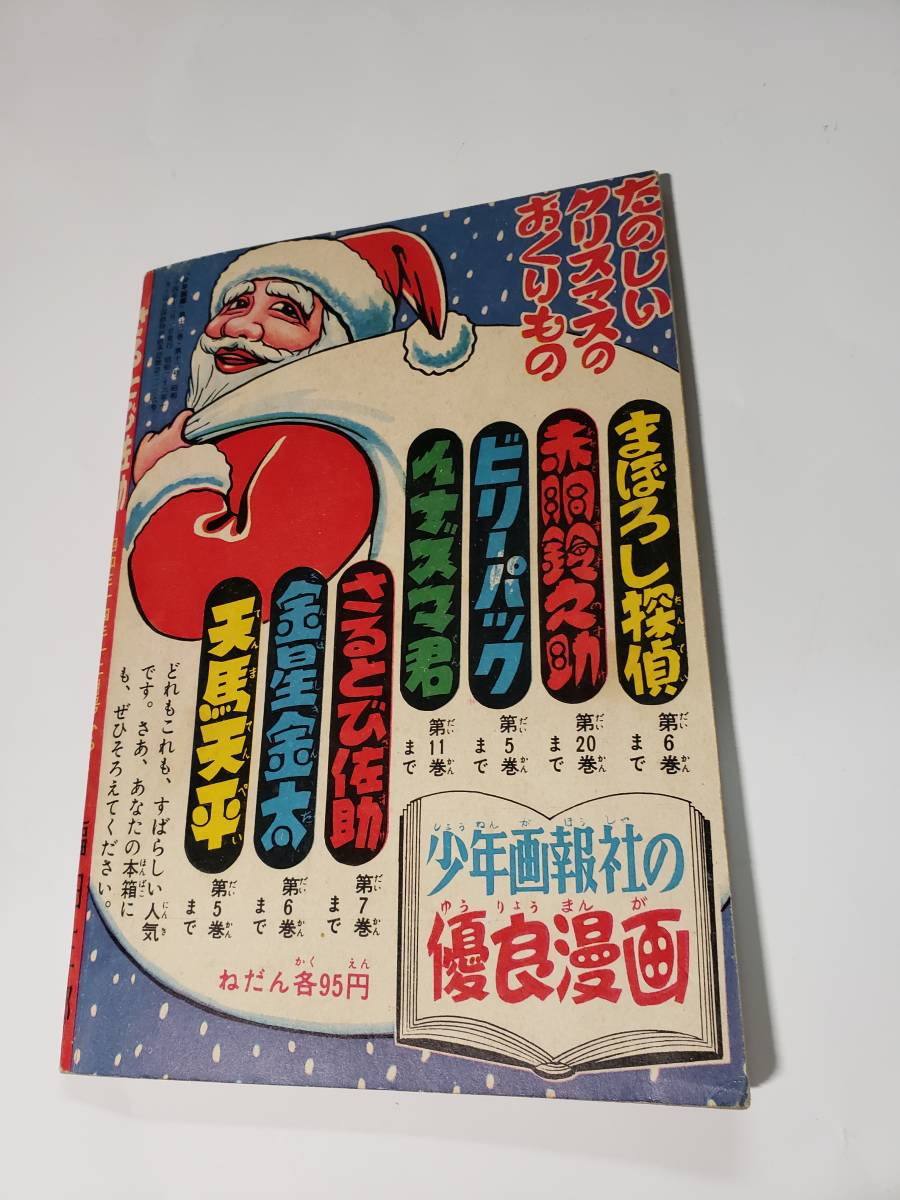 たのしい
クリスマスの
おくりもの
まぼろし探偵
第6巻まで
赤胴鈴之助
第20巻まで
ビリーパック
第5巻まで
イナズマ君
第11巻まで
さるとび佐助
第7巻まで
金星金太
第6巻まで
天馬天平
第5巻まで
どれもこれも、すばらしい人気
です。さあ、あなたの本箱に
も、ぜひそろえてください。
ねだん各95円
少年画報社の
優良漫画